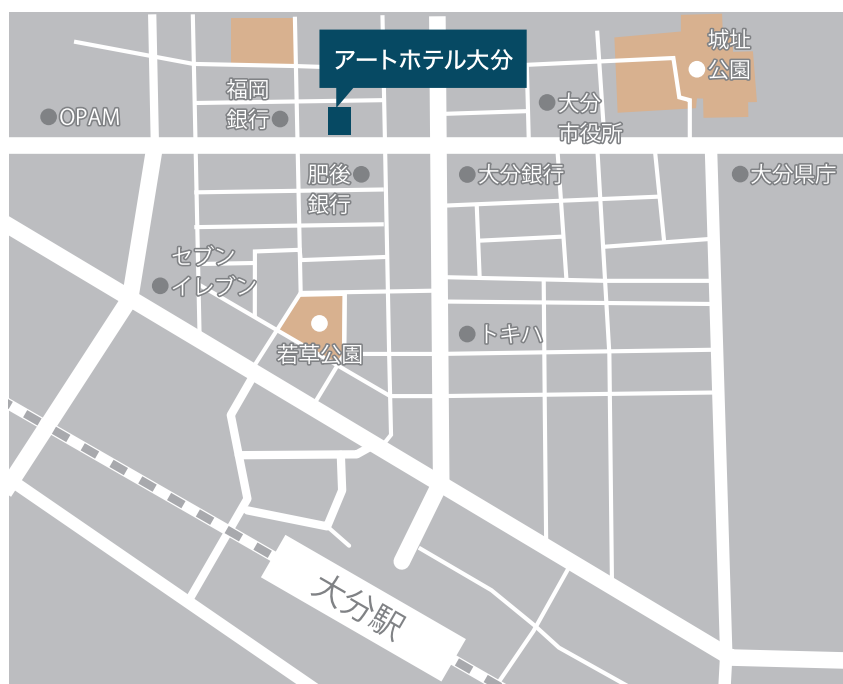 城址
公園
アートホテル大分
福岡
銀行
大分
市役所
OPAM
肥後
銀行
大分銀行
大分県庁
セブン
イレブン
トキハ
若草公園
大分駅